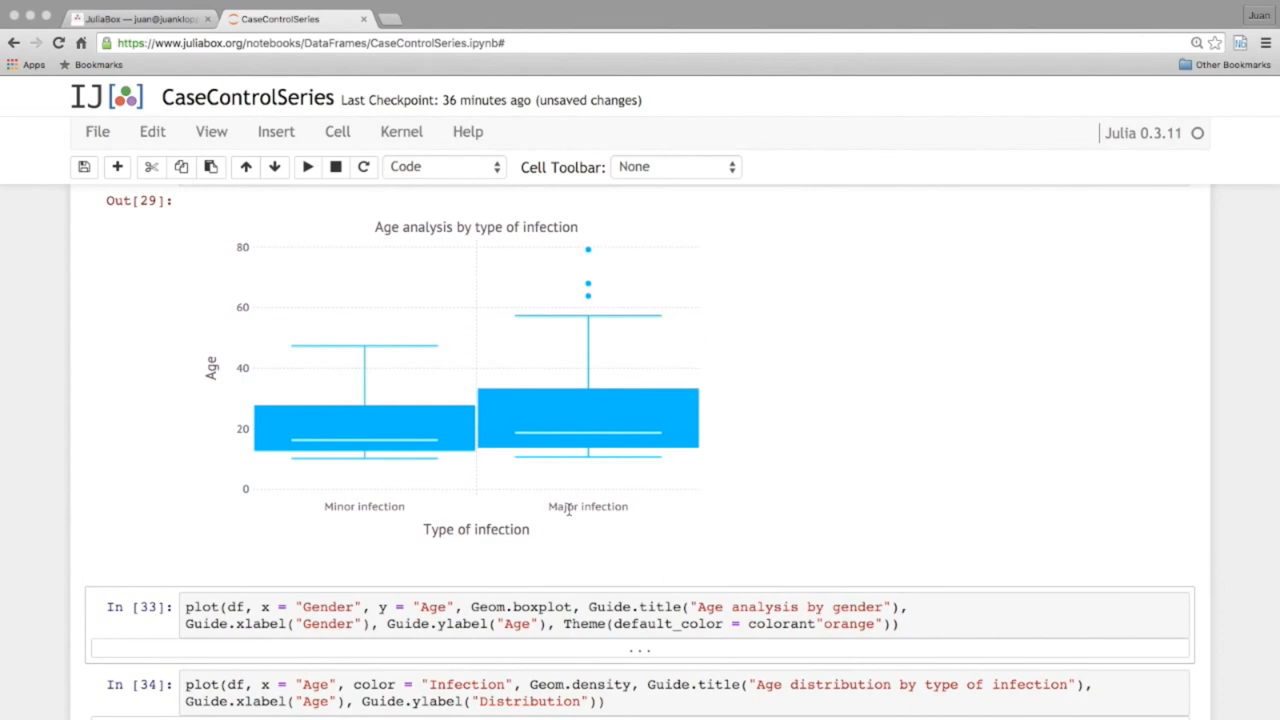 JuliaBox — juan@juanklopp
CaseControlSeries
Juan
https://www.juliabox.org/notebooks/DataFrames/CaseControlSeries.ipynb#
Apps
Bookmarks
Other Bookmarks
IJ[ ] CaseControlSeries Last Checkpoint: 36 minutes ago (unsaved changes)
File Edit View Insert Cell Kernel Help
Julia 0.3.11
Code
Cell Toolbar: None
Out[29]:
Age analysis by type of infection
80
60
40
20
0
Age
Minor infection Major infection
Type of infection
In [33]: plot(df, x = "Gender", y = "Age", Geom.boxplot, Guide.title("Age analysis by gender"),
Guide.xlabel("Gender"), Guide.ylabel("Age"), Theme(default_color = colorant"orange"))
...
In [34]: plot(df, x = "Age", color = "Infection", Geom.density, Guide.title("Age distribution by type of infection"),
Guide.xlabel("Age"), Guide.ylabel("Distribution"))